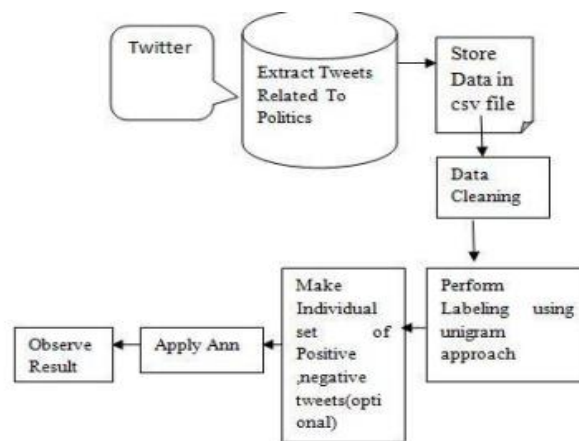 Twitter
Extract Tweets
Related To
Politics
Store
Data in
csv file
Data
Cleaning
Perform
Labeling using
unigram
approach
Make
Individual
set of
Positive
,negative
tweets(opti
onal)
Apply Ann
Observe
Result